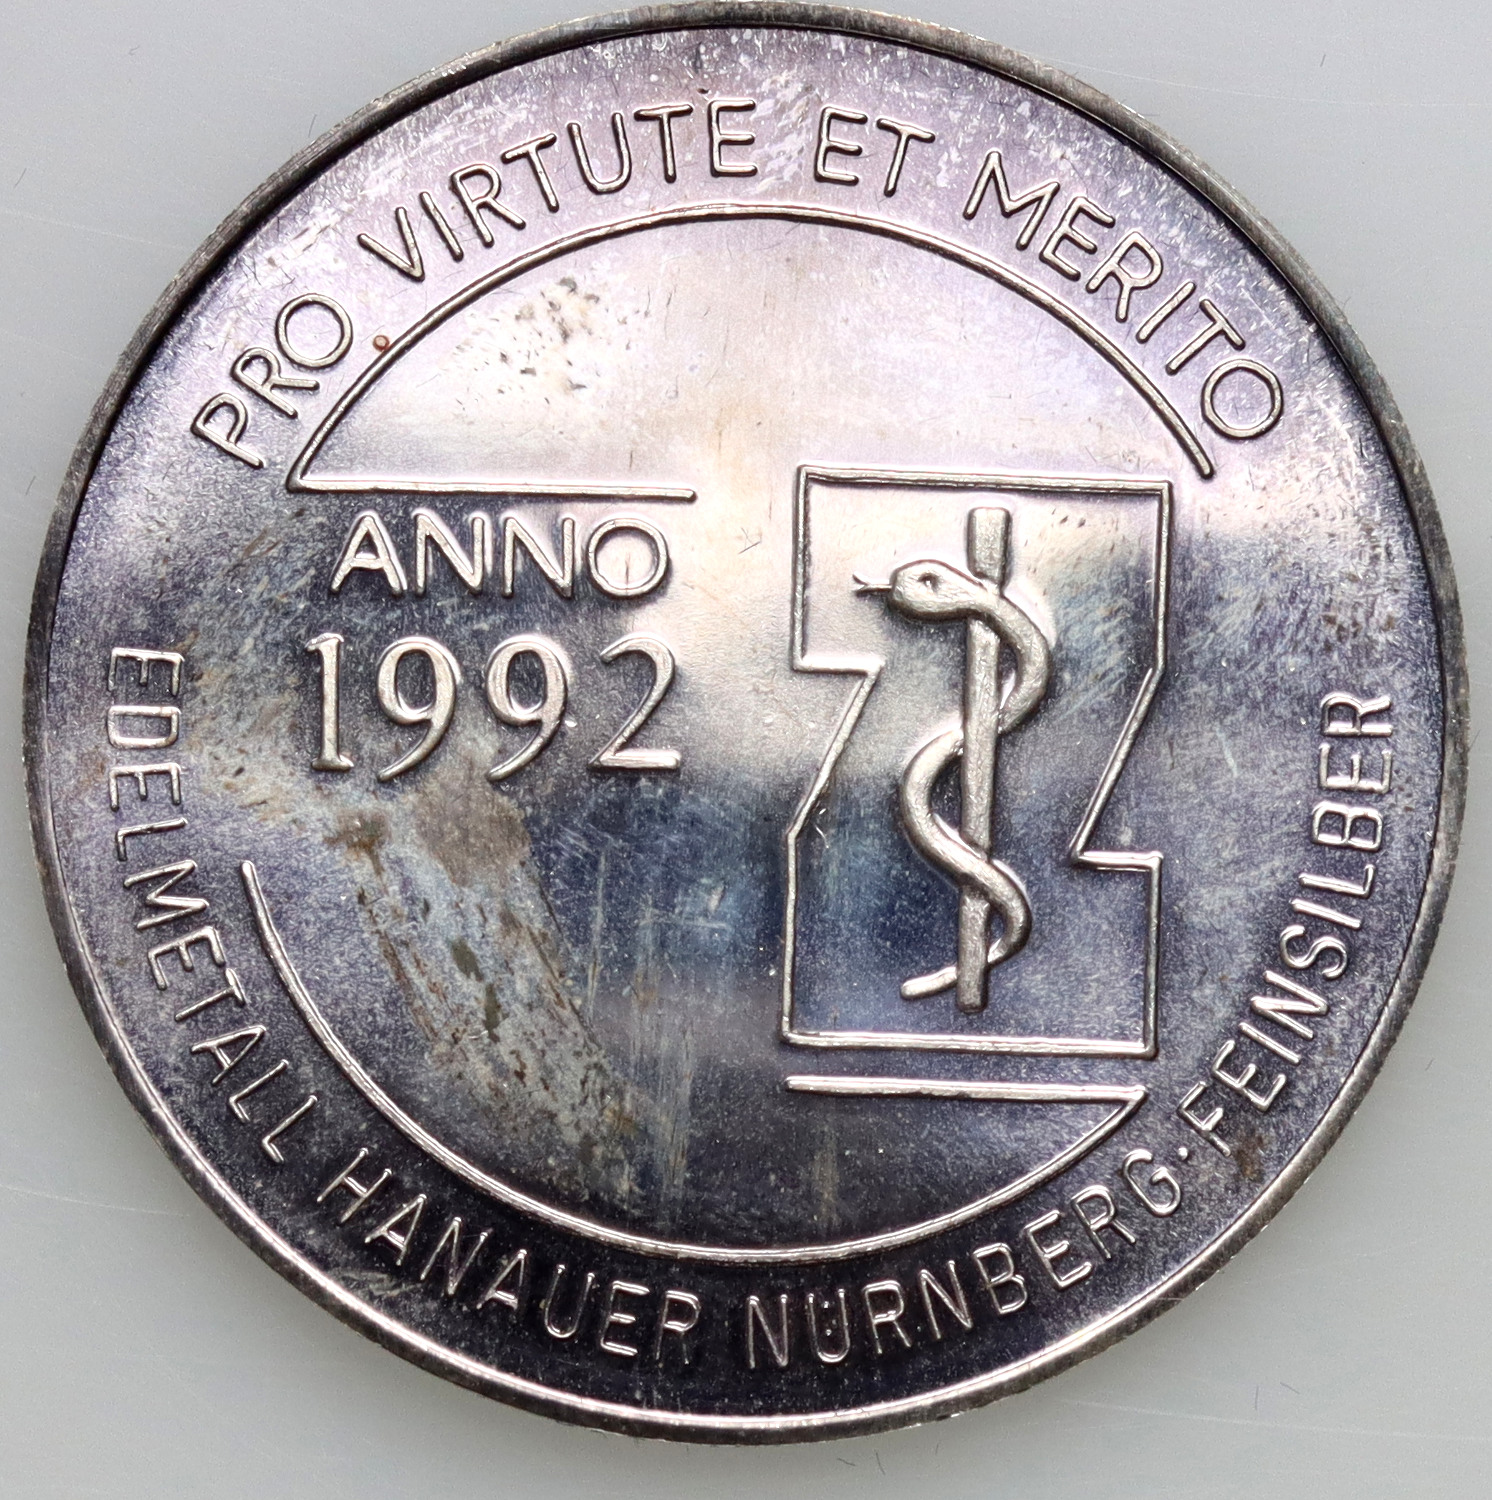 PRO VIRTUTE ET MERITO
ANNO
1992
EDELMETALL HANAUER NÜRNBERG·FEINSILBER